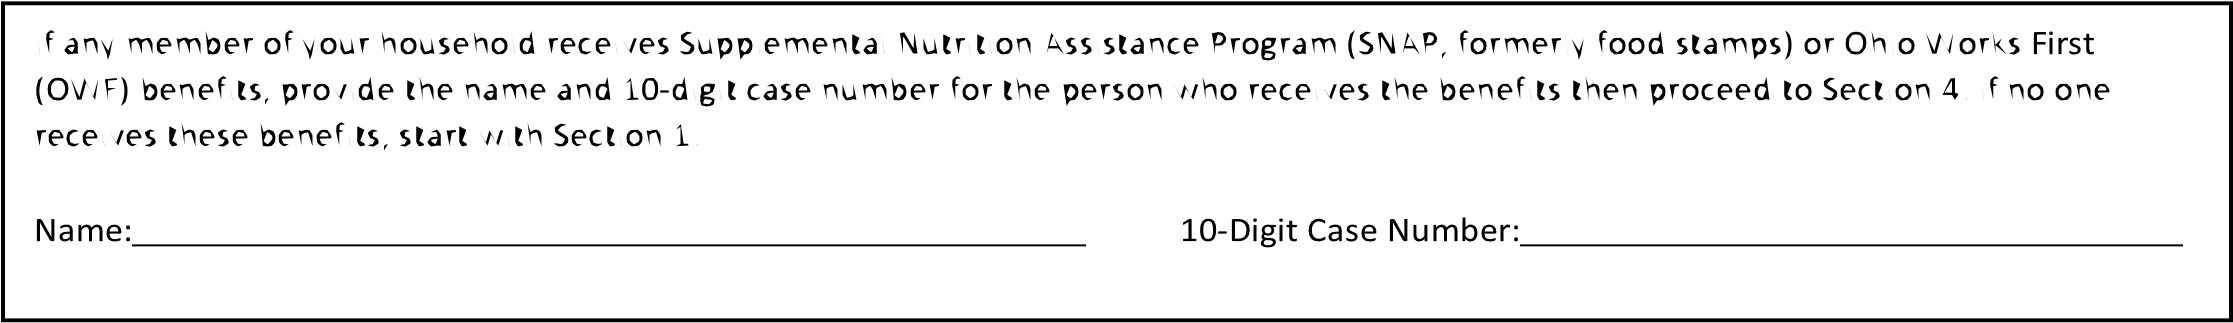 If any member of your household receives Supplemental Nutrition Assistance Program (SNAP, formerly food stamps) or Ohio Works First
(OWF) benefits, provide the name and 10-digit case number for the person who receives the benefits then proceed to Section 4. If no one
receives these benefits, start with Section 1.
Name: 10-Digit Case Number: